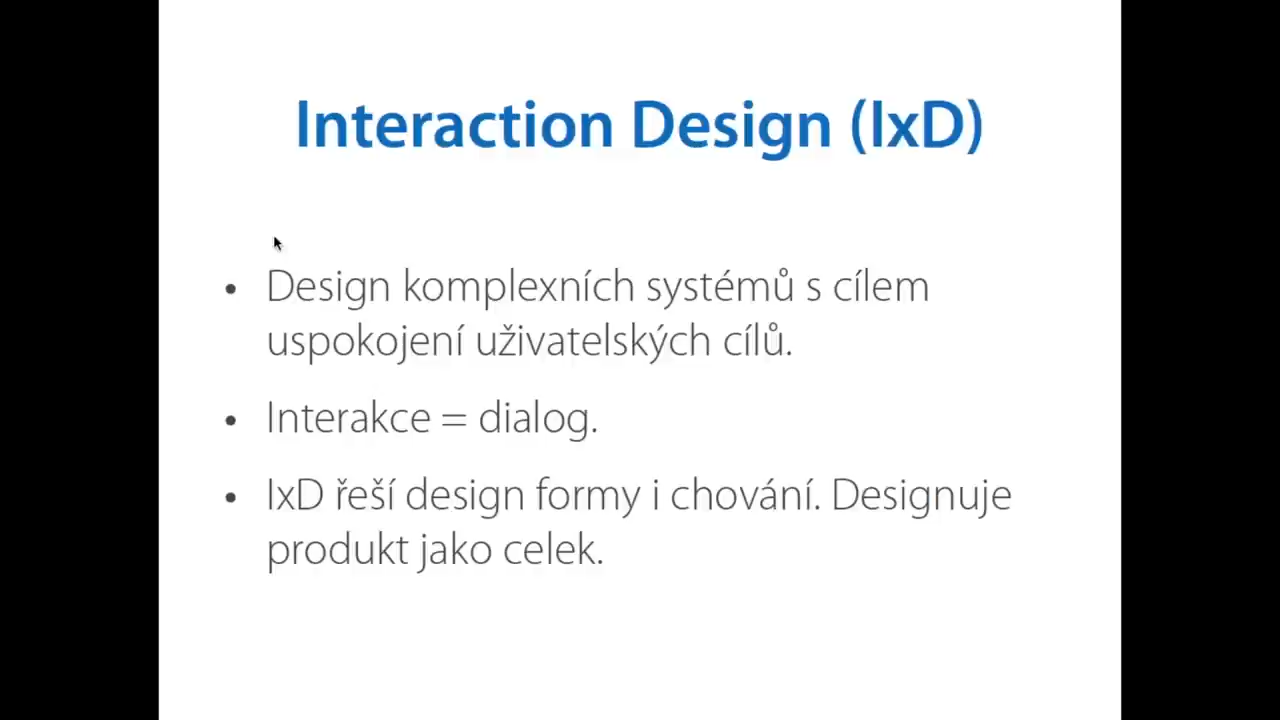 Interaction Design (IxD)
• Design komplexních systémů s cílem
uspokojení uživatelských cílů.
• Interakce = dialog.
• IxD řeší design formy i chování. Designuje
produkt jako celek.